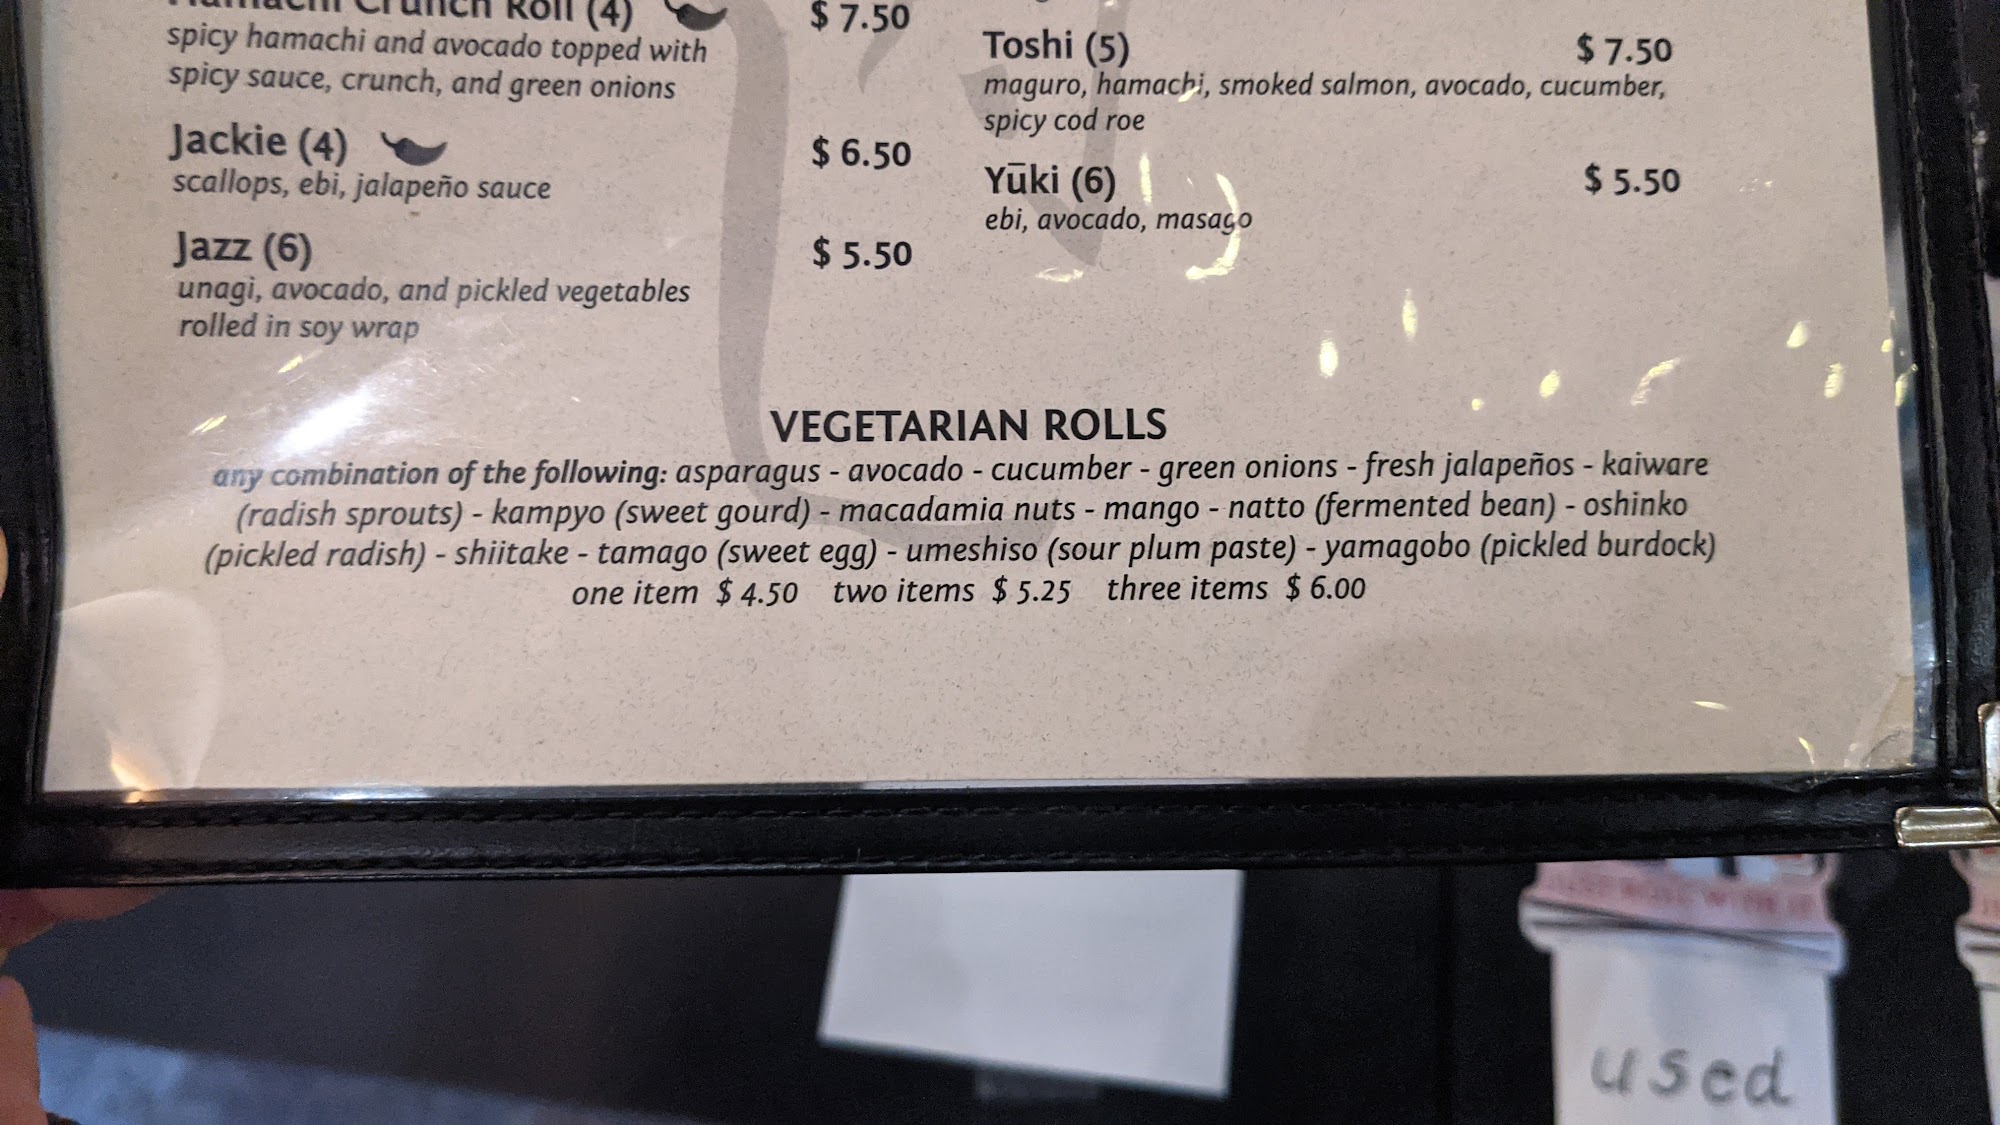 Hamachi Crunch Roll (4) $ 7.50
spicy hamachi and avocado topped with
spicy sauce, crunch, and green onions
Jackie (4) $ 6.50
scallops, ebi, jalapeño sauce
Jazz (6) $ 5.50
unagi, avocado, and pickled vegetables
rolled in soy wrap
Toshi (5) $ 7.50
maguro, hamachi, smoked salmon, avocado, cucumber,
spicy cod roe
Yūki (6) $ 5.50
ebi, avocado, masago
VEGETARIAN ROLLS
any combination of the following: asparagus - avocado - cucumber - green onions - fresh jalapeños - kaiware
(radish sprouts) - kampyo (sweet gourd) - macadamia nuts - mango - natto (fermented bean) - oshinko
(pickled radish) - shiitake - tamago (sweet egg) - umeshiso (sour plum paste) - yamagobo (pickled burdock)
one item $ 4.50 two items $ 5.25 three items $ 6.00
used